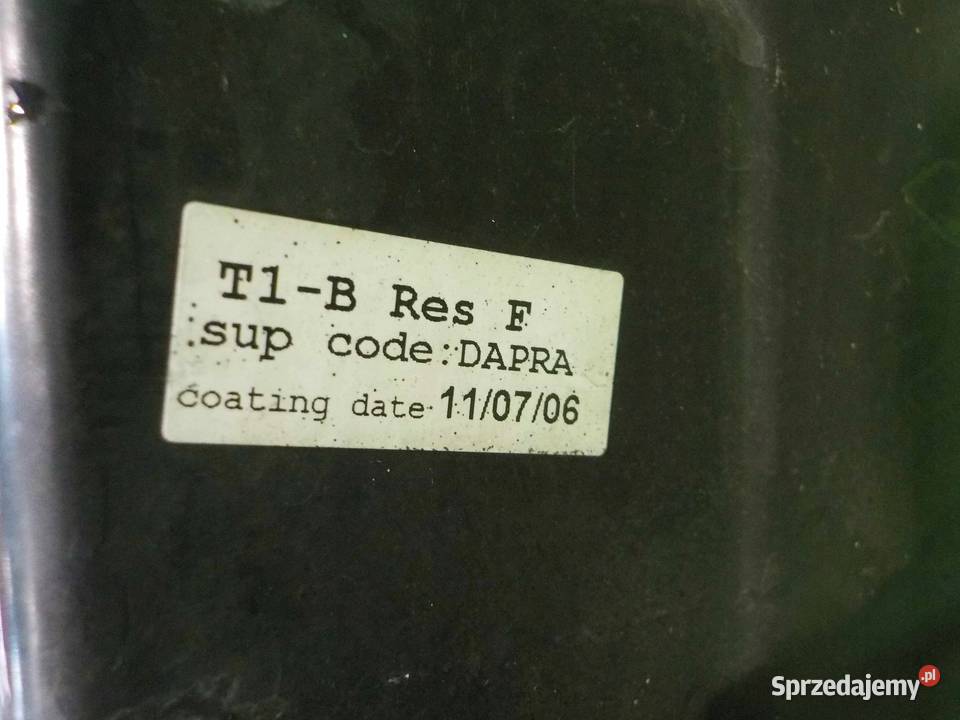 T1-B Res F
sup code:DAPRA
coating date 11/07/06
Sprzedajemy.pl